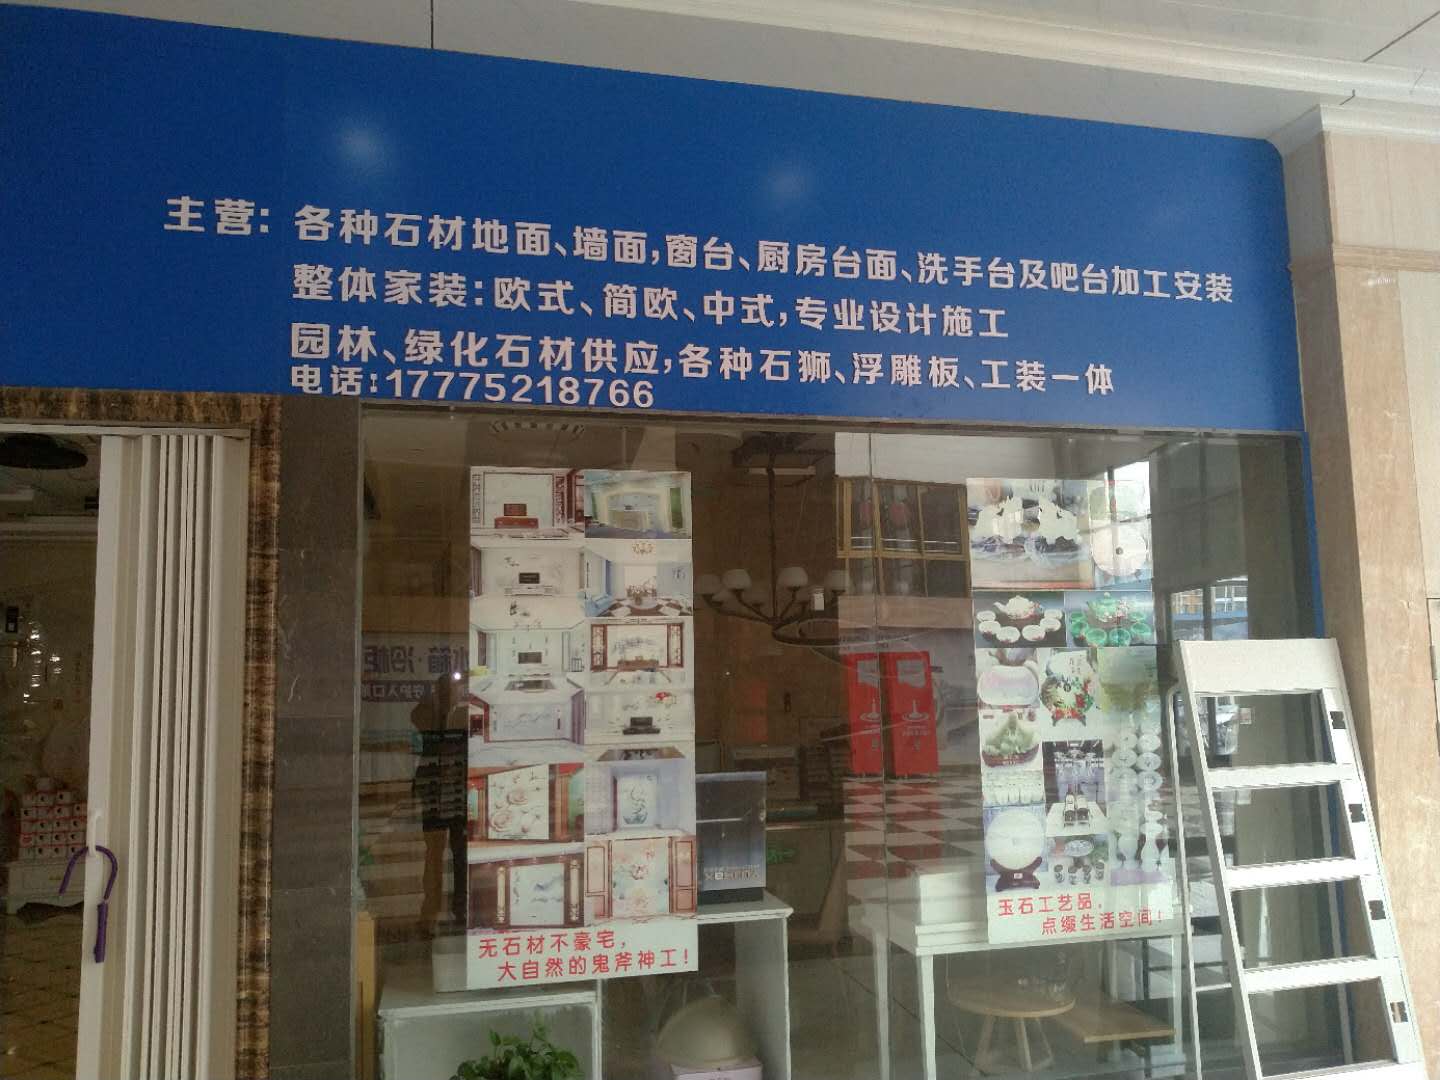 主营：各种石材地面、墙面，窗台、厨房台面、洗手台及吧台加工安装
整体家装：欧式、简欧、中式，专业设计施工
园林、绿化石材供应，各种石狮、浮雕板、工装一体
电话：17775218766
无石材不豪宅，
大自然的鬼斧神工！
玉石工艺品，
点缀生活空间！